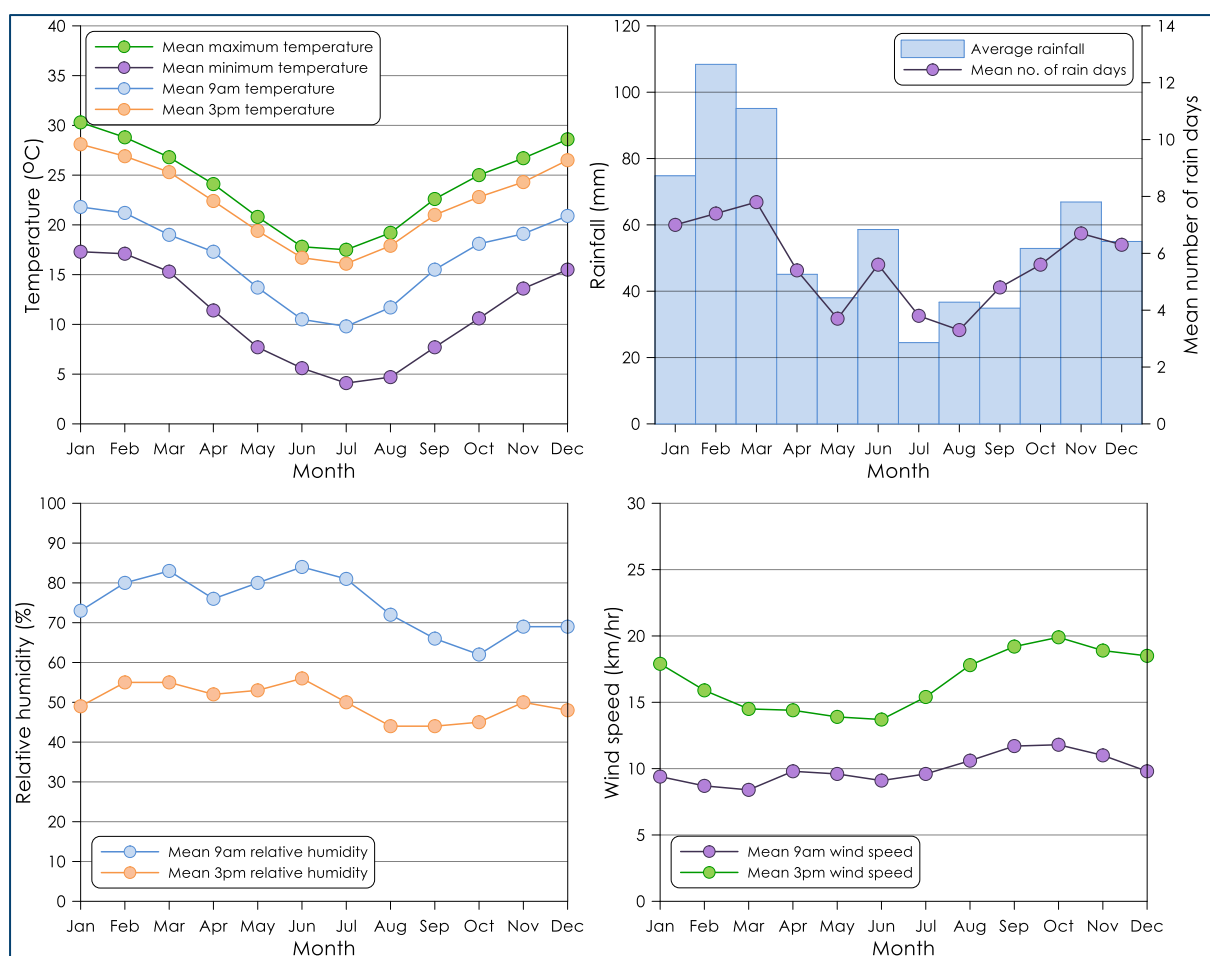 40
35
30
25
20
15
10
5
0
Temperature (OC)
Mean maximum temperature
Mean minimum temperature
Mean 9am temperature
Mean 3pm temperature
Jan Feb Mar Apr May Jun Jul Aug Sep Oct Nov Dec
Month
120
100
80
60
40
20
0
Rainfall (mm)
Average rainfall
Mean no. of rain days
14
12
10
8
6
4
2
0
Mean number of rain days
Jan Feb Mar Apr May Jun Jul Aug Sep Oct Nov Dec
Month
100
90
80
70
60
50
40
30
20
10
0
Relative humidity (%)
Mean 9am relative humidity
Mean 3pm relative humidity
Jan Feb Mar Apr May Jun Jul Aug Sep Oct Nov Dec
Month
30
25
20
15
10
5
0
Wind speed (km/hr)
Mean 9am wind speed
Mean 3pm wind speed
Jan Feb Mar Apr May Jun Jul Aug Sep Oct Nov Dec
Month